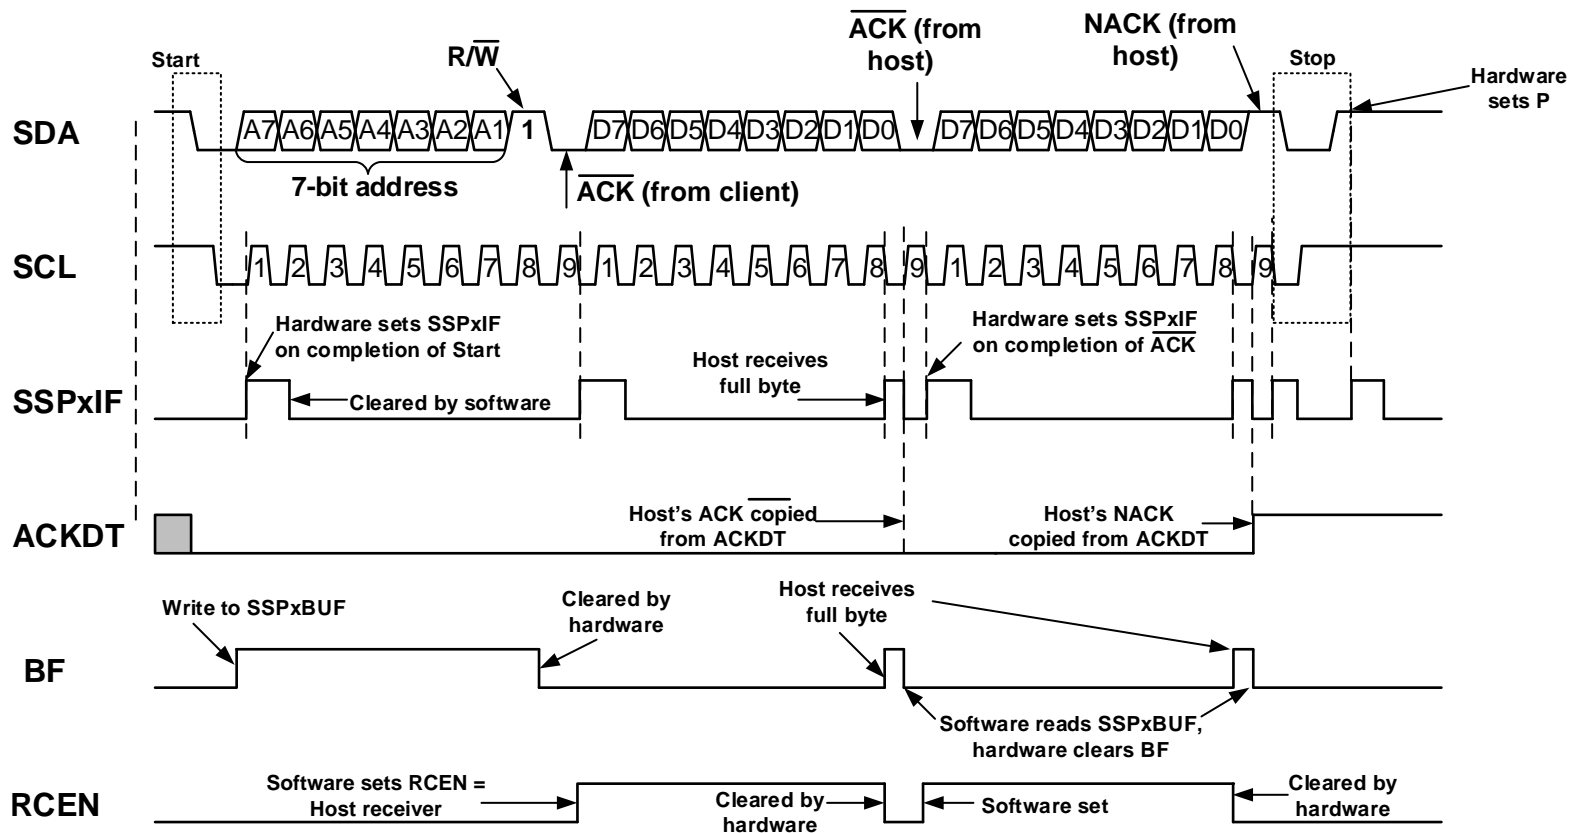 Start
R/W̅
A̅C̅K̅ (from
host)
NACK (from
host)
Stop
Hardware
sets P
SDA
A7 A6 A5 A4 A3 A2 A1 1 D7 D6 D5 D4 D3 D2 D1 D0 D7 D6 D5 D4 D3 D2 D1 D0
7-bit address
A̅C̅K̅ (from client)
SCL
1 2 3 4 5 6 7 8 9 1 2 3 4 5 6 7 8 9 1 2 3 4 5 6 7 8 9
Hardware sets SSPxIF
on completion of Start
Host receives
full byte
Hardware sets SSPxIF
on completion of A̅C̅K̅
SSPxIF
Cleared by software
ACKDT
Host's ACK copied
from ACKDT
Host's NACK
copied from ACKDT
Write to SSPxBUF
Cleared by
hardware
Host receives
full byte
BF
Software reads SSPxBUF,
hardware clears BF
RCEN
Software sets RCEN =
Host receiver
Cleared by
hardware
Software set
Cleared by
hardware